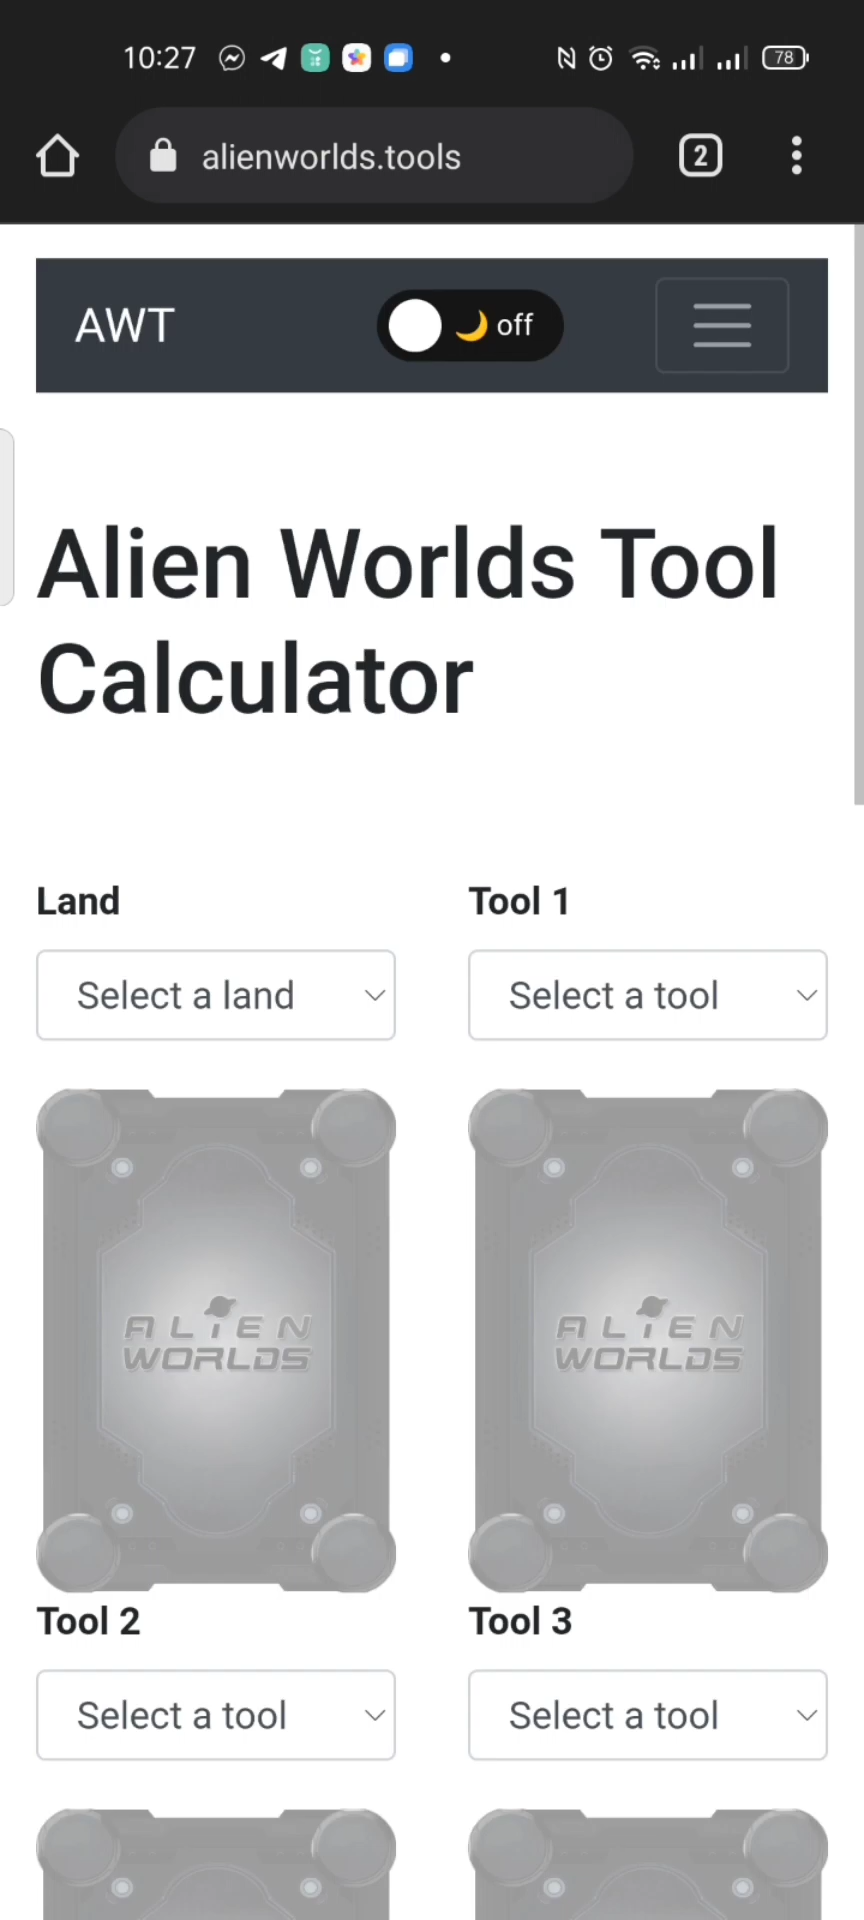 10:27
78
alienworlds.tools
2
AWT
🌙 off
Alien Worlds Tool
Calculator
Land
Tool 1
Select a land
Select a tool
ALIEN
WORLDS
ALIEN
WORLDS
Tool 2
Tool 3
Select a tool
Select a tool